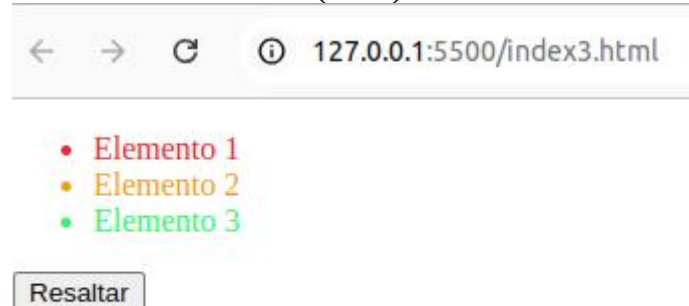 127.0.0.1:5500/index3.html
Elemento 1
Elemento 2
Elemento 3
Resaltar